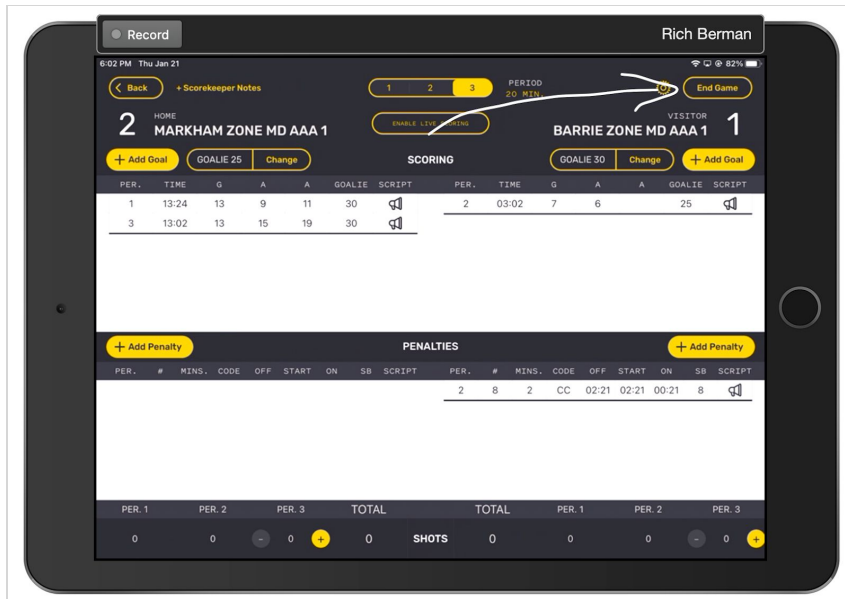 Record
Rich Berman
6:02 PM Thu Jan 21
82%
Back
+ Scorekeeper Notes
1 2 3
PERIOD
20 MIN.
End Game
2
HOME
MARKHAM ZONE MD AAA 1
ENABLE LIVE SCORING
VISITOR
BARRIE ZONE MD AAA 1
1
+ Add Goal
GOALIE 25 Change
SCORING
GOALIE 30 Change
+ Add Goal
PER. TIME G A A GOALIE SCRIPT PER. TIME G A A GOALIE SCRIPT
1 13:24 13 9 11 30 2 03:02 7 6 25
3 13:02 13 15 19 30
+ Add Penalty
PENALTIES
+ Add Penalty
PER. # MINS. CODE OFF START ON SB SCRIPT PER. # MINS. CODE OFF START ON SB SCRIPT
2 8 2 CC 02:21 02:21 00:21 8
PER. 1 PER. 2 PER. 3 TOTAL TOTAL PER. 1 PER. 2 PER. 3
0 0 - 0 + 0 SHOTS 0 0 0 - 0 +